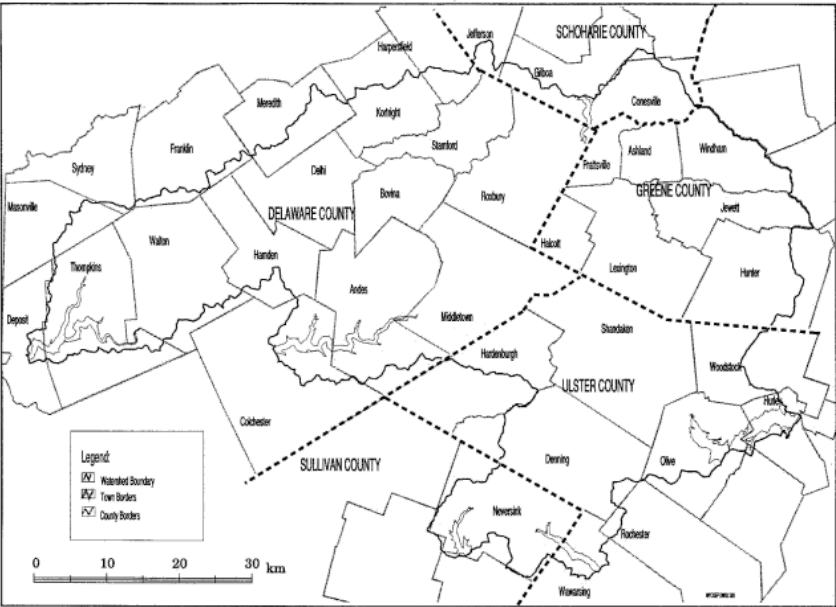 Jefferson
SCHOHARIE COUNTY
Harpersfield
Gilboa
Meredith
Conesville
Kortright
Franklin
Stamford
Ashland
Windham
Prattsville
Sydney
Delhi
Bovina
Roxbury
GREENE COUNTY
Masonville
DELAWARE COUNTY
Jewett
Walton
Halcott
Hamden
Thompkins
Lexington
Hunter
Andes
Deposit
Middletown
Shandaken
Hardenburgh
Woodstock
ULSTER COUNTY
Colchester
SULLIVAN COUNTY
Denning
Olive
Legend:
Watershed Boundary
Town Borders
County Borders
Neversink
Rochester
0 10 20 30 km
Wawarsing